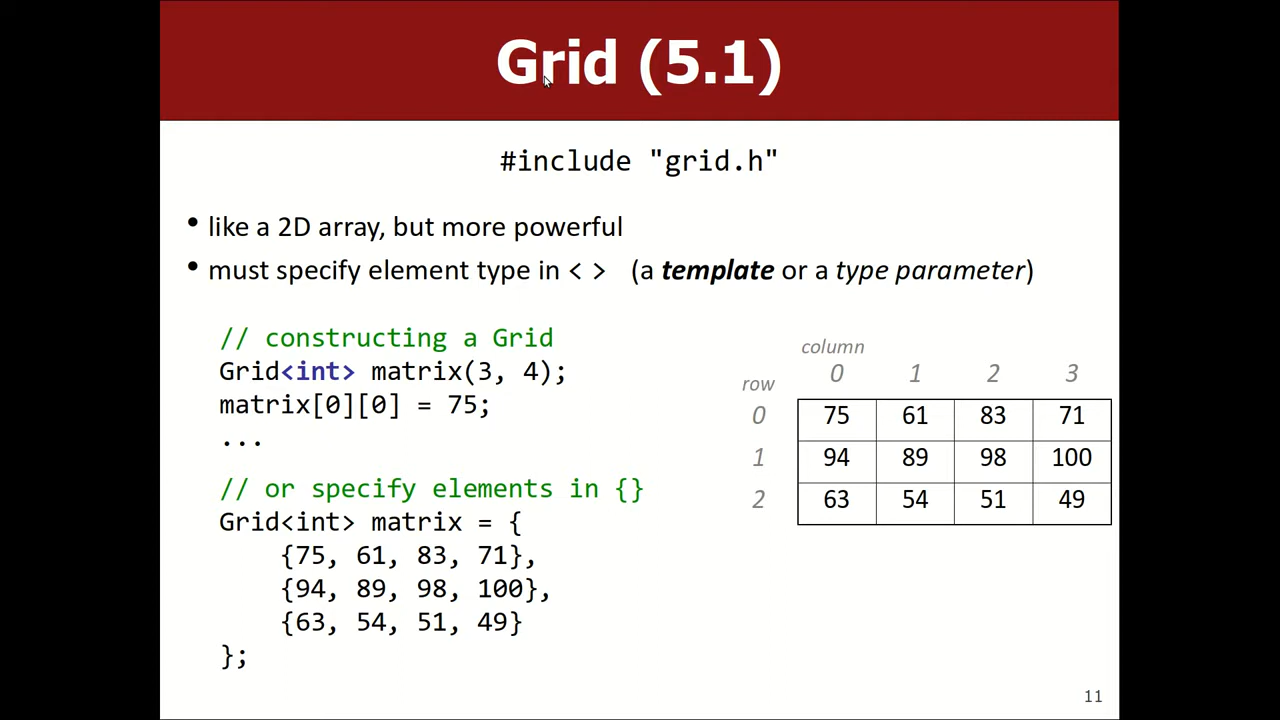 Grid (5.1)
#include "grid.h"
• like a 2D array, but more powerful
• must specify element type in < > (a template or a type parameter)
// constructing a Grid
Grid<int> matrix(3, 4);
matrix[0][0] = 75;
...
// or specify elements in {}
Grid<int> matrix = {
{75, 61, 83, 71},
{94, 89, 98, 100},
{63, 54, 51, 49}
};
column
row 0 1 2 3
0 75 61 83 71
1 94 89 98 100
2 63 54 51 49
11